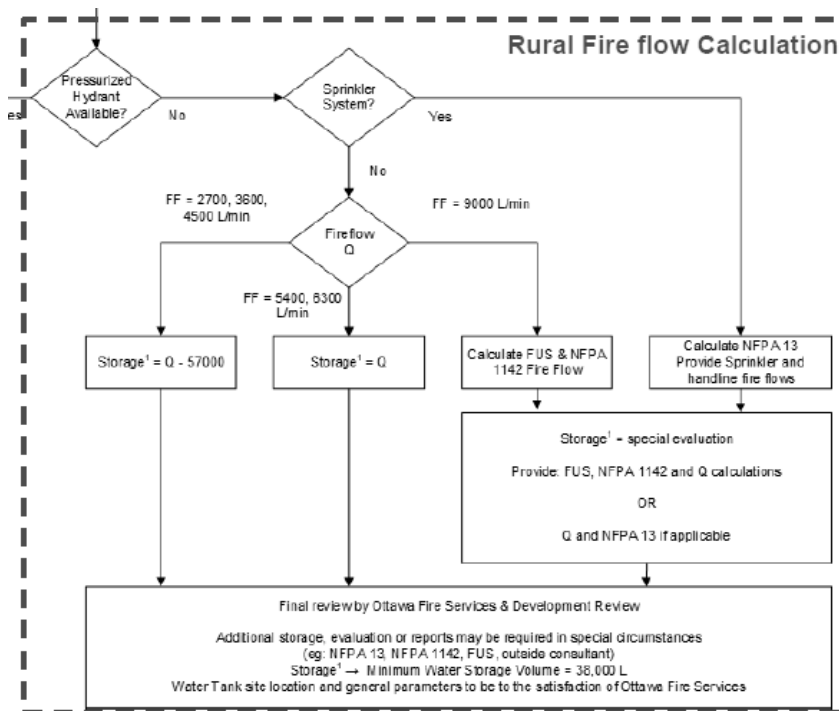 Rural Fire flow Calculation
Pressurized
Hydrant
Available?
es
No
Sprinkler
System?
Yes
No
FF = 2700, 3600,
4500 L/min
FF = 9000 L/min
Fireflow
Q
FF = 5400, 6300
L/min
Storage¹ = Q - 57000
Storage¹ = Q
Calculate FUS & NFPA
1142 Fire Flow
Calculate NFPA 13
Provide Sprinkler and
handline fire flows
Storage¹ - special evaluation
Provide: FUS, NFPA 1142 and Q calculations
OR
Q and NFPA 13 if applicable
Final review by Ottawa Fire Services & Development Review
Additional storage, evaluation or reports may be required in special circumstances
(eg: NFPA 13, NFPA 1142, FUS, outside consultant)
Storage¹ → Minimum Water Storage Volume = 38,000 L
Water Tank site location and general parameters to be to the satisfaction of Ottawa Fire Services